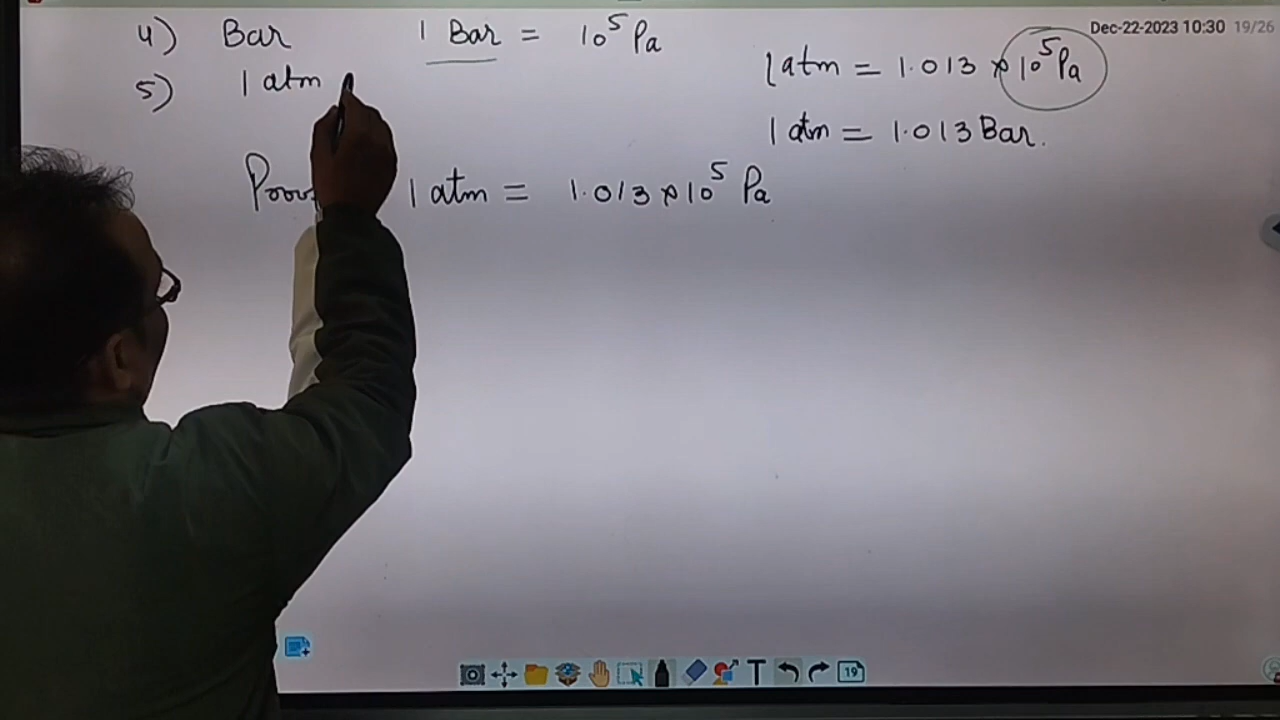 Dec-22-2023 10:30 19/26
4) Bar 1 Bar = 10⁵ Pa
1 atm = 1.013 × 10⁵ Pa
5) 1 atm
1 atm = 1.013 Bar.
1 atm = 1.013 × 10⁵ Pa
T 19